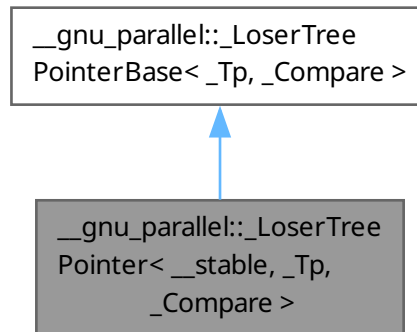 __gnu_parallel::_LoserTree
PointerBase< _Tp, _Compare >
__gnu_parallel::_LoserTree
Pointer< __stable, _Tp,
_Compare >